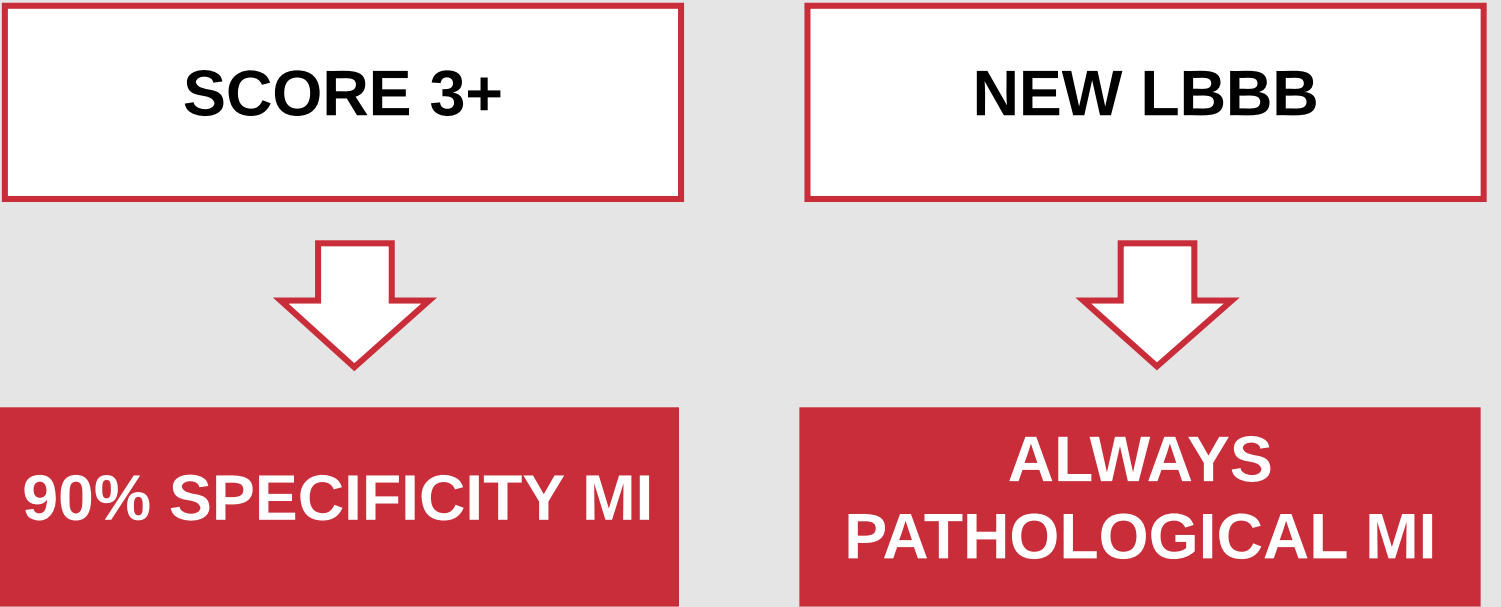 SCORE 3+
NEW LBBB
90% SPECIFICITY MI
ALWAYS
PATHOLOGICAL MI